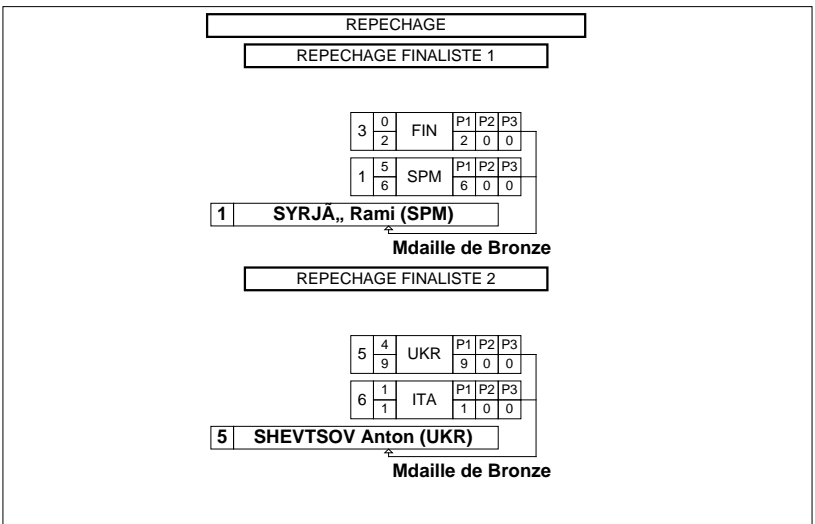 REPECHAGE
REPECHAGE FINALISTE 1
3 0 FIN P1 P2 P3
2 2 0 0
1 5 SPM P1 P2 P3
6 6 0 0
1 SYRJÃ„ Rami (SPM)
Mdaille de Bronze
REPECHAGE FINALISTE 2
5 4 UKR P1 P2 P3
9 9 0 0
6 1 ITA P1 P2 P3
1 1 0 0
5 SHEVTSOV Anton (UKR)
Mdaille de Bronze